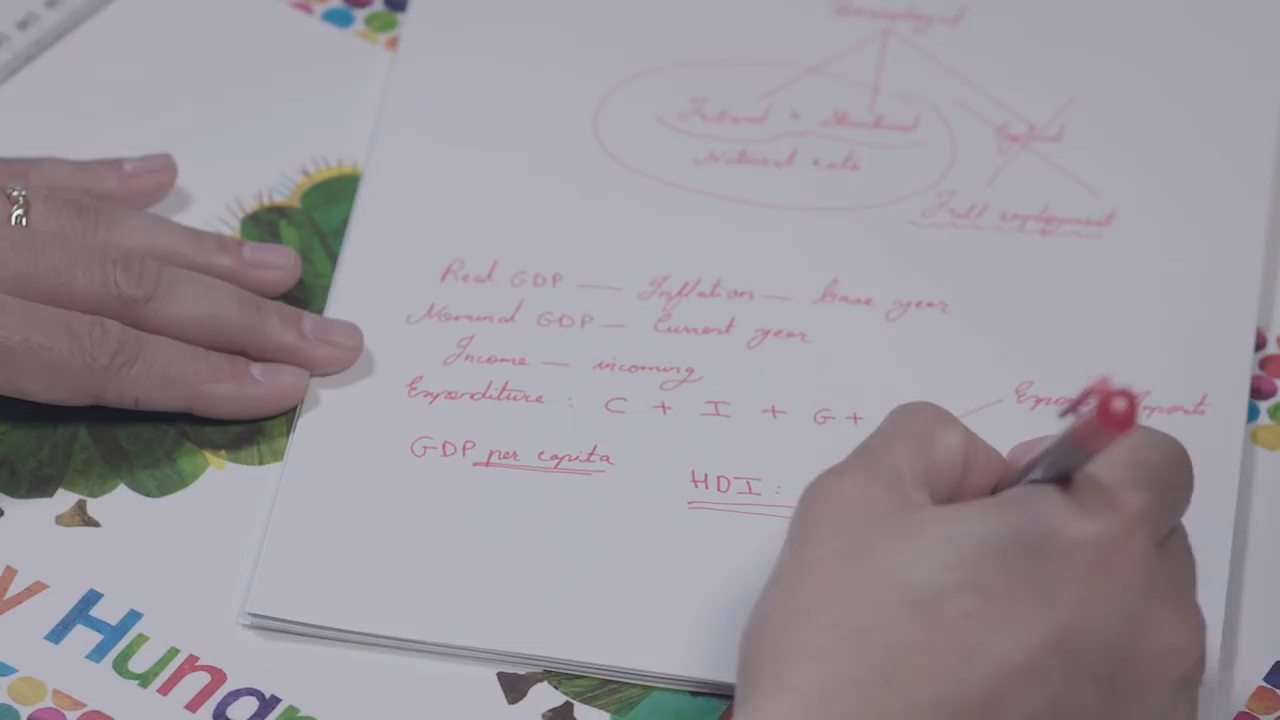 Natural rate
Full employment
Real GDP — Inflation — base year
Nominal GDP — Current year
Income — incoming
Expenditure : C + I + G +
GDP per capita
HDI :
y Hung